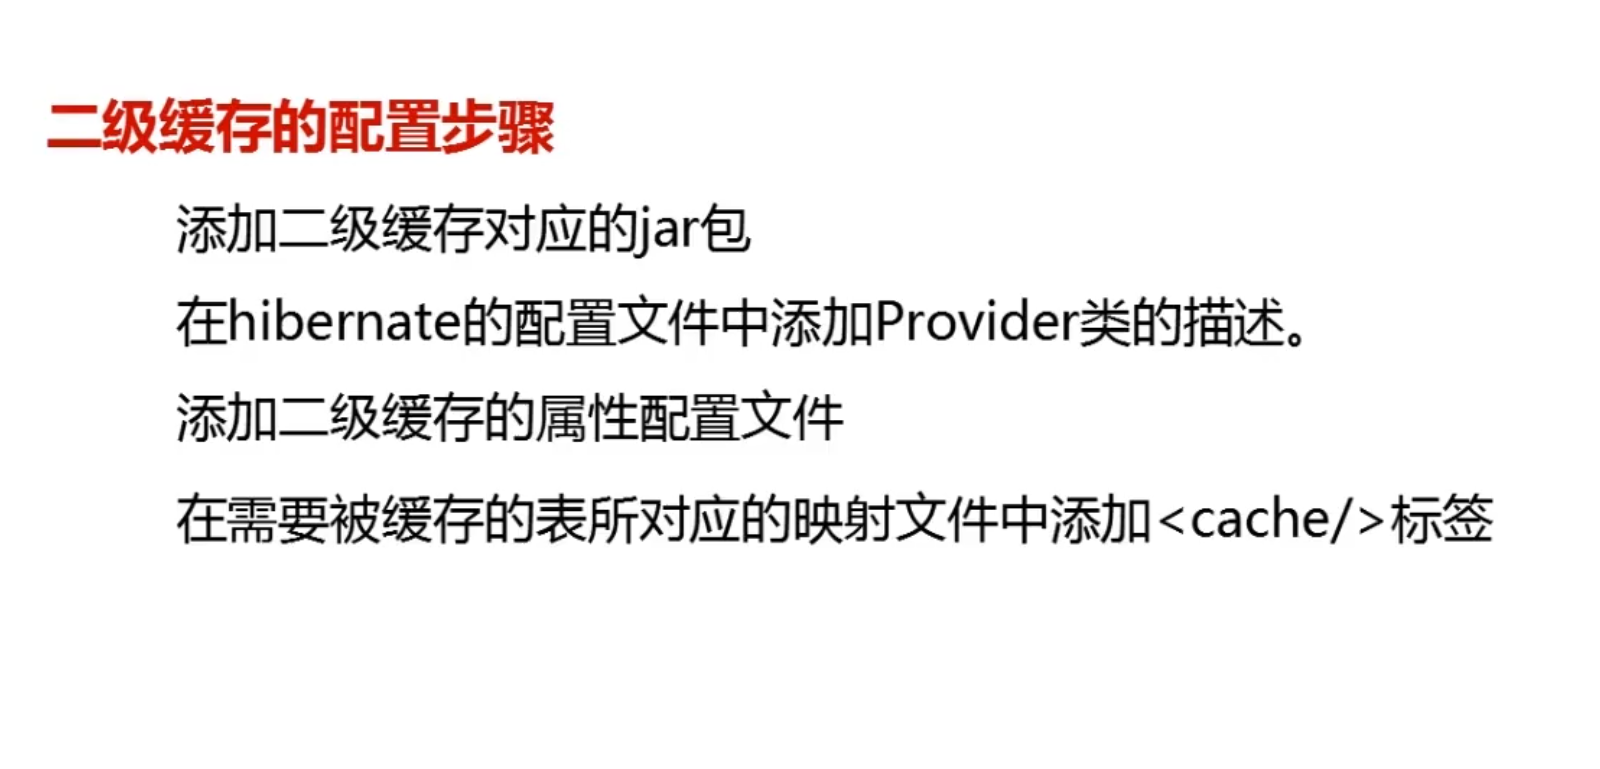 二级缓存的配置步骤
添加二级缓存对应的jar包
在hibernate的配置文件中添加Provider类的描述。
添加二级缓存的属性配置文件
在需要被缓存的表所对应的映射文件中添加<cache/>标签